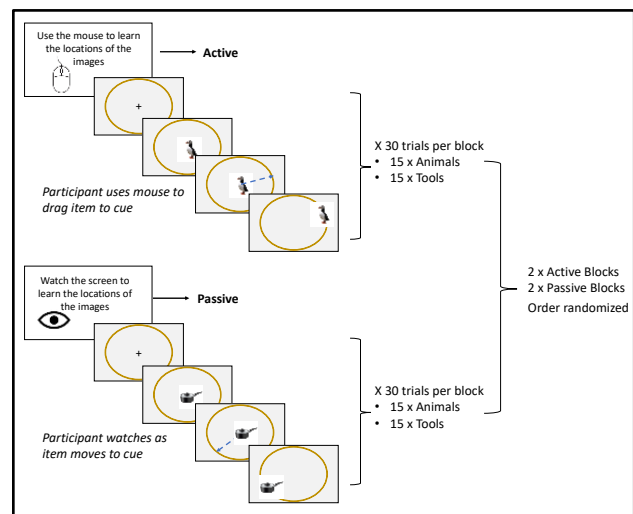 Use the mouse to learn
the locations of the
images
Active
+
Participant uses mouse to
drag item to cue
X 30 trials per block
• 15 x Animals
• 15 x Tools
Watch the screen to
learn the locations of
the images
Passive
+
Participant watches as
item moves to cue
X 30 trials per block
• 15 x Animals
• 15 x Tools
2 x Active Blocks
2 x Passive Blocks
Order randomized